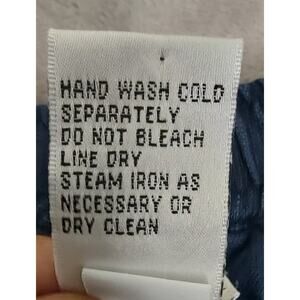 HAND WASH COLD
SEPARATELY
DO NOT BLEACH
LINE DRY
STEAM IRON AS
NECESSARY OR
DRY CLEAN